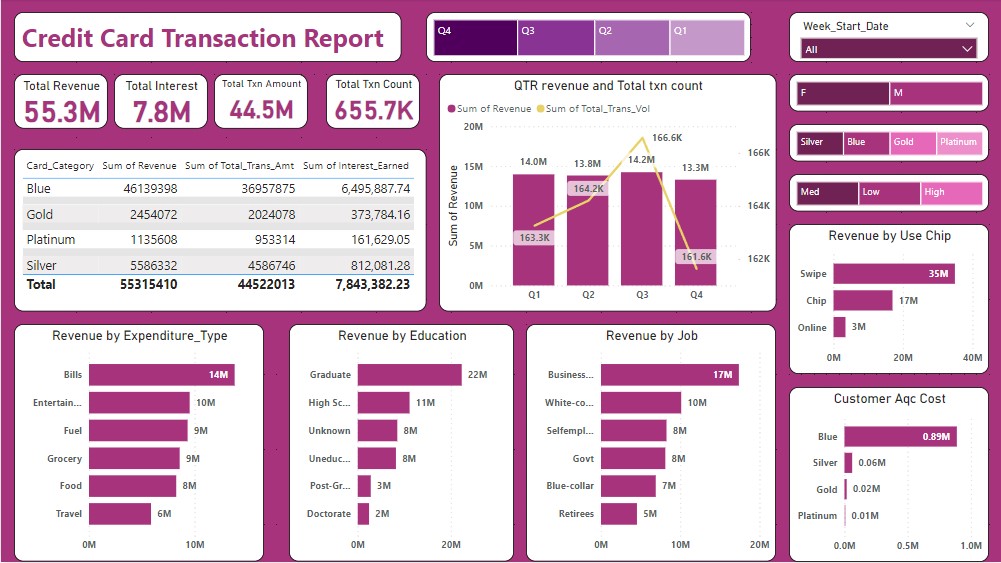 Credit Card Transaction Report
Q4 Q3 Q2 Q1
Week_Start_Date
All
Total Revenue
55.3M
Total Interest
7.8M
Total Txn Amount
44.5M
Total Txn Count
655.7K
F M
Silver Blue Gold Platinum
Med Low High
Card_Category Sum of Revenue Sum of Total_Trans_Amt Sum of Interest_Earned
Blue 46139398 36957875 6,495,887.74
Gold 2454072 2024078 373,784.16
Platinum 1135608 953314 161,629.05
Silver 5586332 4586746 812,081.28
Total 55315410 44522013 7,843,382.23
QTR revenue and Total txn count
Sum of Revenue Sum of Total_Trans_Vol
Sum of Revenue
20M
15M
10M
5M
0M
14.0M 13.8M 14.2M 13.3M
163.3K 164.2K 166.6K 161.6K
166K
164K
162K
Q1 Q2 Q3 Q4
Revenue by Use Chip
Swipe 35M
Chip 17M
Online 3M
0M 20M 40M
Revenue by Expenditure_Type
Bills 14M
Entertain... 10M
Fuel 9M
Grocery 9M
Food 8M
Travel 6M
0M 10M
Revenue by Education
Graduate 22M
High Sc... 11M
Unknown 8M
Uneduc... 8M
Post-Gr... 3M
Doctorate 2M
0M 20M
Revenue by Job
Business... 17M
White-co... 10M
Selfempl... 8M
Govt 8M
Blue-collar 7M
Retirees 5M
0M 10M 20M
Customer Aqc Cost
Blue 0.89M
Silver 0.06M
Gold 0.02M
Platinum 0.01M
0.0M 0.5M 1.0M